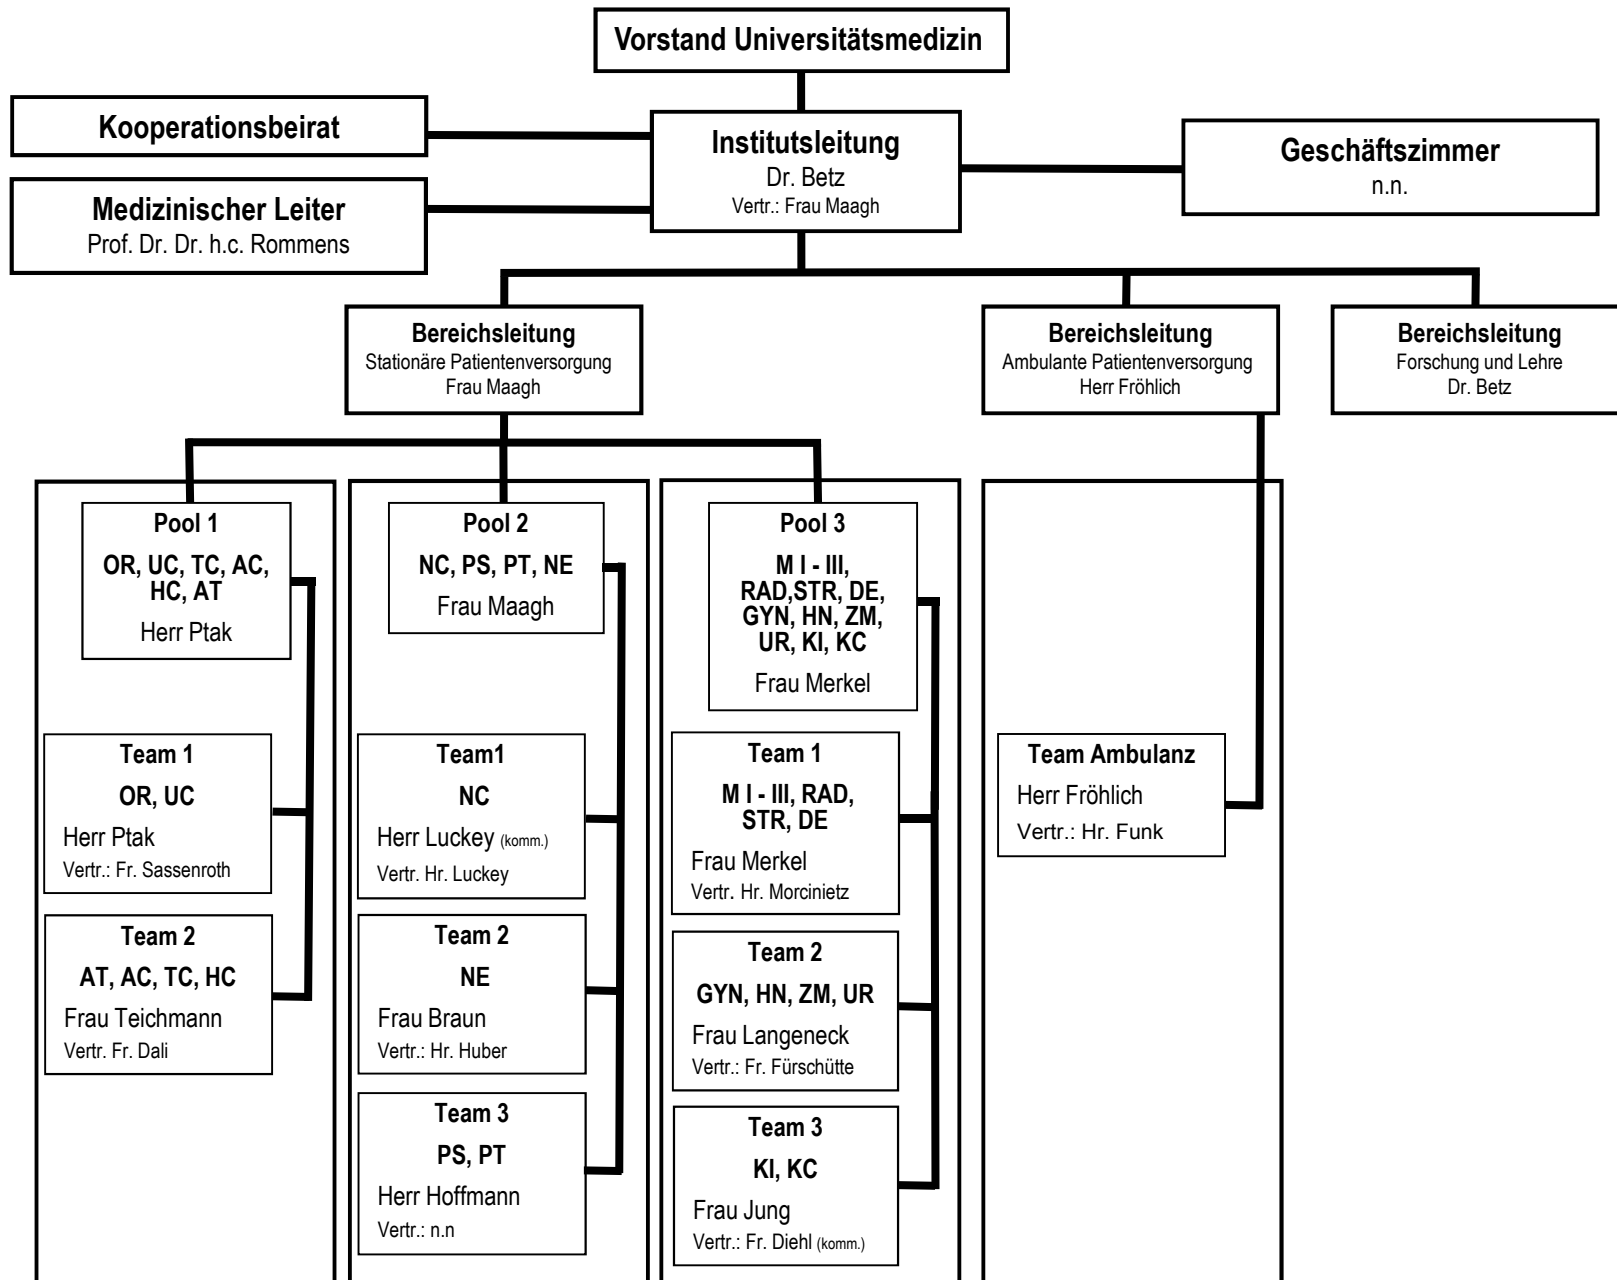 Vorstand Universitätsmedizin
Kooperationsbeirat
Institutsleitung
Dr. Betz
Vertr.: Frau Maagh
Geschäftszimmer
n.n.
Medizinischer Leiter
Prof. Dr. Dr. h.c. Rommens
Bereichsleitung
Stationäre Patientenversorgung
Frau Maagh
Bereichsleitung
Ambulante Patientenversorgung
Herr Fröhlich
Bereichsleitung
Forschung und Lehre
Dr. Betz
Pool 1
OR, UC, TC, AC,
HC, AT
Herr Ptak
Team 1
OR, UC
Herr Ptak
Vertr.: Fr. Sassenroth
Team 2
AT, AC, TC, HC
Frau Teichmann
Vertr. Fr. Dali
Pool 2
NC, PS, PT, NE
Frau Maagh
Team1
NC
Herr Luckey (komm.)
Vertr. Hr. Luckey
Team 2
NE
Frau Braun
Vertr.: Hr. Huber
Team 3
PS, PT
Herr Hoffmann
Vertr.: n.n
Pool 3
M I - III,
RAD,STR, DE,
GYN, HN, ZM,
UR, KI, KC
Frau Merkel
Team 1
M I - III, RAD,
STR, DE
Frau Merkel
Vertr. Hr. Morcinietz
Team 2
GYN, HN, ZM, UR
Frau Langeneck
Vertr.: Fr. Fürschütte
Team 3
KI, KC
Frau Jung
Vertr.: Fr. Diehl (komm.)
Team Ambulanz
Herr Fröhlich
Vertr.: Hr. Funk